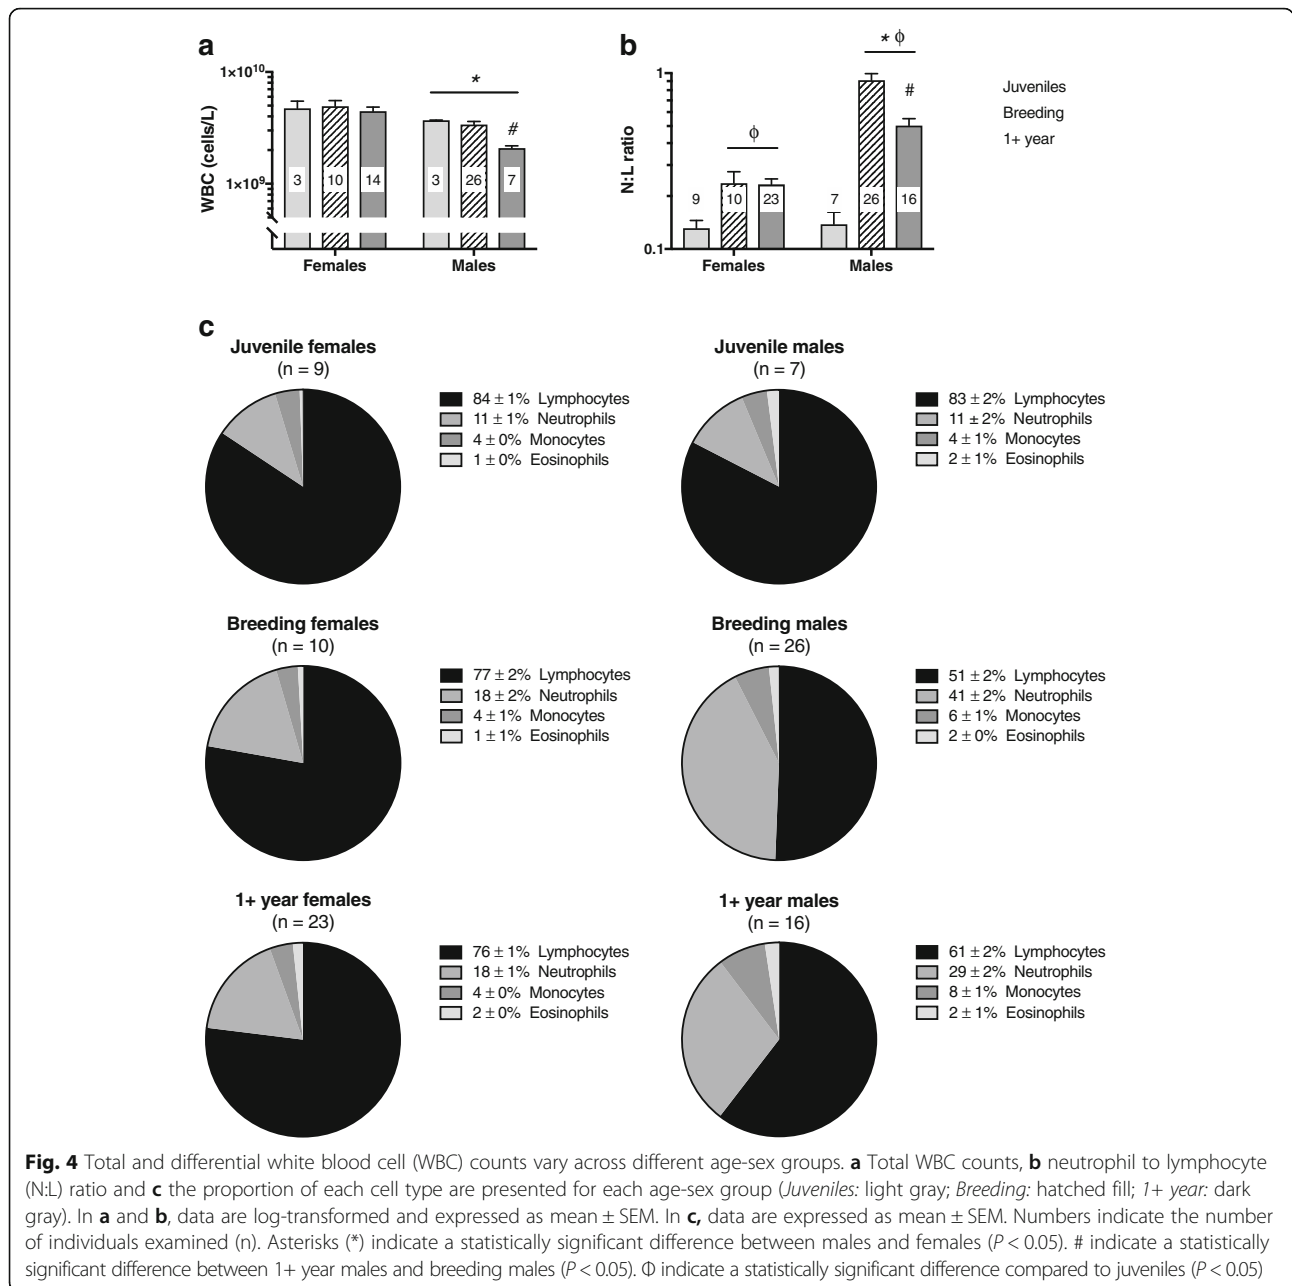 a
1×10¹⁰
1×10⁹
WBC (cells/L)
*
#
3
10
14
3
26
7
Females
Males
b
1
0.1
N:L ratio
ϕ
* ϕ
#
9
10
23
7
26
16
Females
Males
Juveniles
Breeding
1+ year
c
Juvenile females
(n = 9)
84 ± 1% Lymphocytes
11 ± 1% Neutrophils
4 ± 0% Monocytes
1 ± 0% Eosinophils
Juvenile males
(n = 7)
83 ± 2% Lymphocytes
11 ± 2% Neutrophils
4 ± 1% Monocytes
2 ± 1% Eosinophils
Breeding females
(n = 10)
77 ± 2% Lymphocytes
18 ± 2% Neutrophils
4 ± 1% Monocytes
1 ± 1% Eosinophils
Breeding males
(n = 26)
51 ± 2% Lymphocytes
41 ± 2% Neutrophils
6 ± 1% Monocytes
2 ± 0% Eosinophils
1+ year females
(n = 23)
76 ± 1% Lymphocytes
18 ± 1% Neutrophils
4 ± 0% Monocytes
2 ± 0% Eosinophils
1+ year males
(n = 16)
61 ± 2% Lymphocytes
29 ± 2% Neutrophils
8 ± 1% Monocytes
2 ± 1% Eosinophils
Fig. 4 Total and differential white blood cell (WBC) counts vary across different age-sex groups. a Total WBC counts, b neutrophil to lymphocyte
(N:L) ratio and c the proportion of each cell type are presented for each age-sex group (Juveniles: light gray; Breeding: hatched fill; 1+ year: dark
gray). In a and b, data are log-transformed and expressed as mean ± SEM. In c, data are expressed as mean ± SEM. Numbers indicate the number
of individuals examined (n). Asterisks (*) indicate a statistically significant difference between males and females (P < 0.05). # indicate a statistically
significant difference between 1+ year males and breeding males (P < 0.05). Φ indicate a statistically significant difference compared to juveniles (P < 0.05)